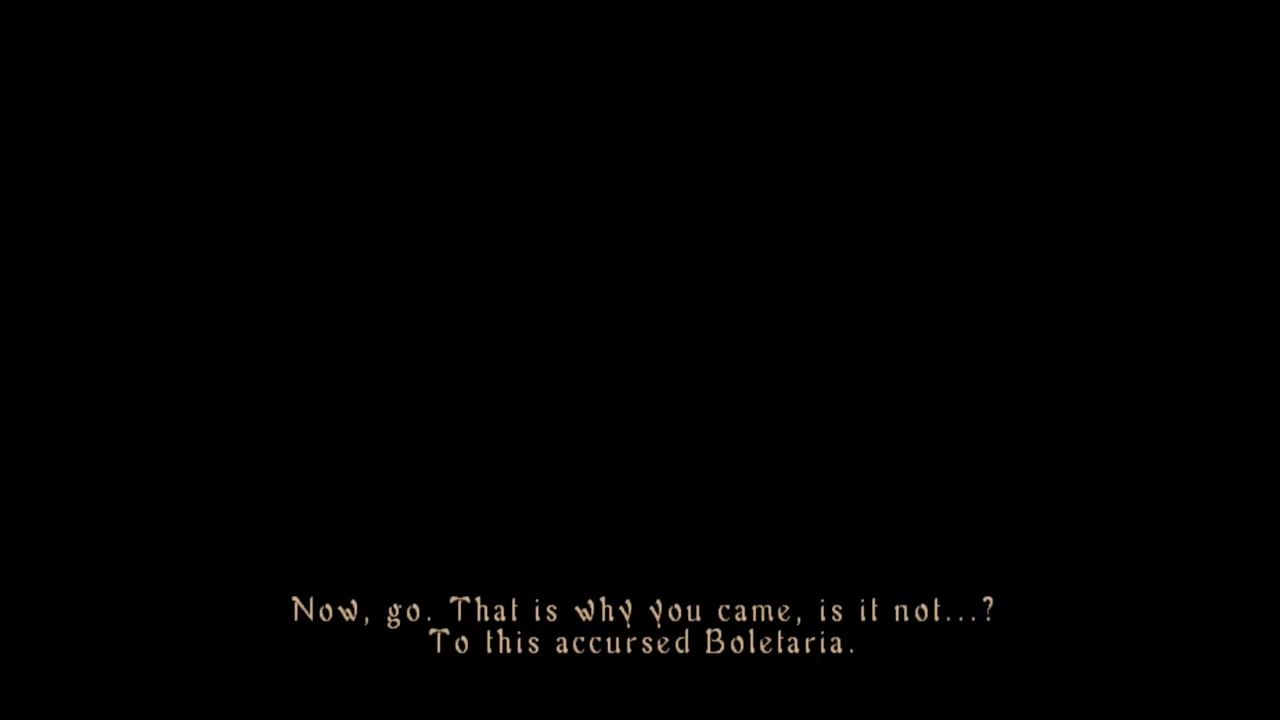 Now, go. That is why you came, is it not...?
To this accursed Boletaria.